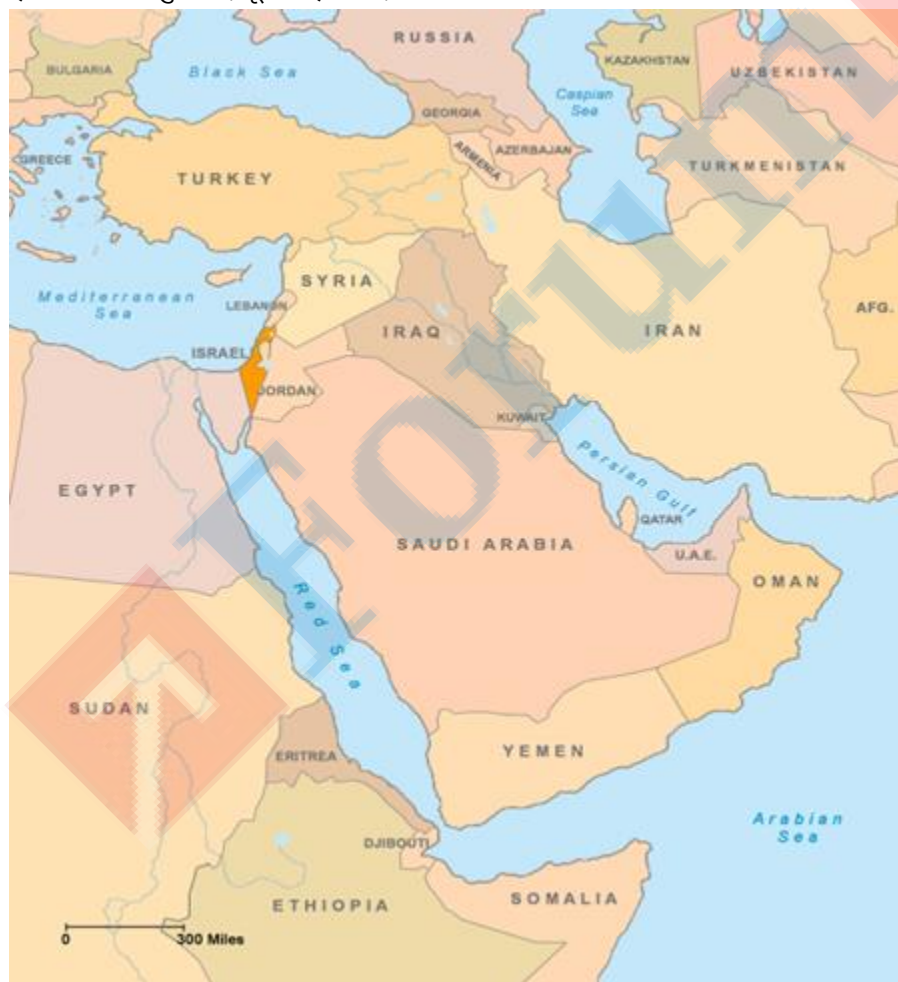 RUSSIA
BULGARIA
Black Sea
KAZAKHSTAN
UZBEKISTAN
Caspian
Sea
GEORGIA
GREECE
ARMENIA
AZERBAIJAN
TURKMENISTAN
TURKEY
SYRIA
Mediterranean
Sea
LEBANON
IRAQ
IRAN
AFG.
ISRAEL
JORDAN
KUWAIT
Persian Gulf
EGYPT
QATAR
SAUDI ARABIA
U.A.E.
OMAN
Red Sea
SUDAN
YEMEN
ERITREA
Arabian
Sea
DJIBOUTI
SOMALIA
ETHIOPIA
0 300 Miles
Forum